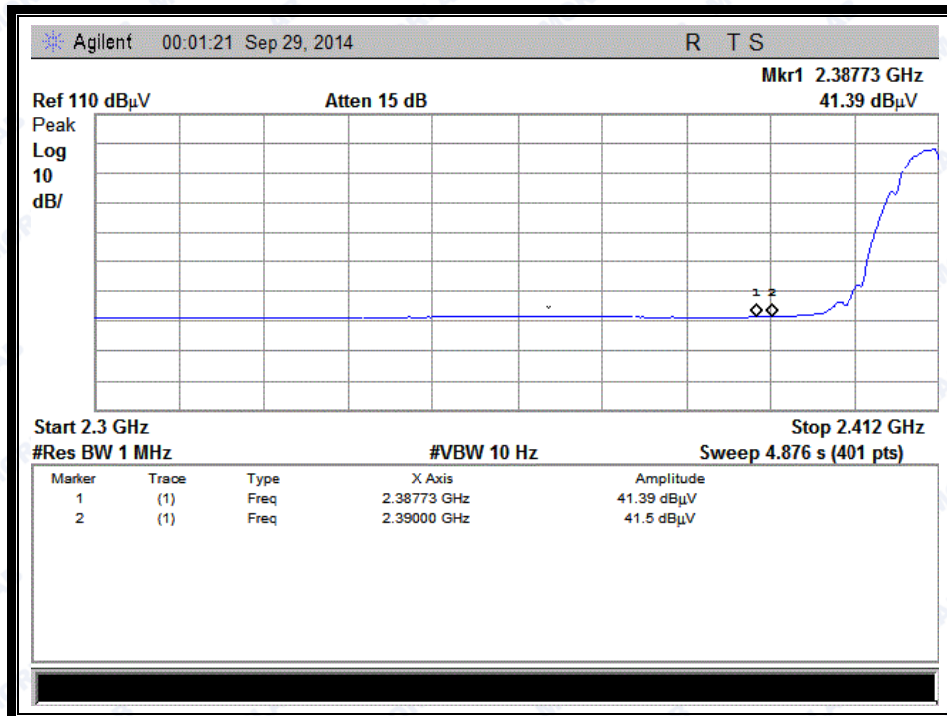 Agilent 00:01:21 Sep 29, 2014 R T S
Mkr1 2.38773 GHz
Ref 110 dBµV Atten 15 dB 41.39 dBµV
Peak
Log
10
dB/
1 2
Start 2.3 GHz Stop 2.412 GHz
#Res BW 1 MHz #VBW 10 Hz Sweep 4.876 s (401 pts)
Marker Trace Type X Axis Amplitude
1 (1) Freq 2.38773 GHz 41.39 dBµV
2 (1) Freq 2.39000 GHz 41.5 dBµV